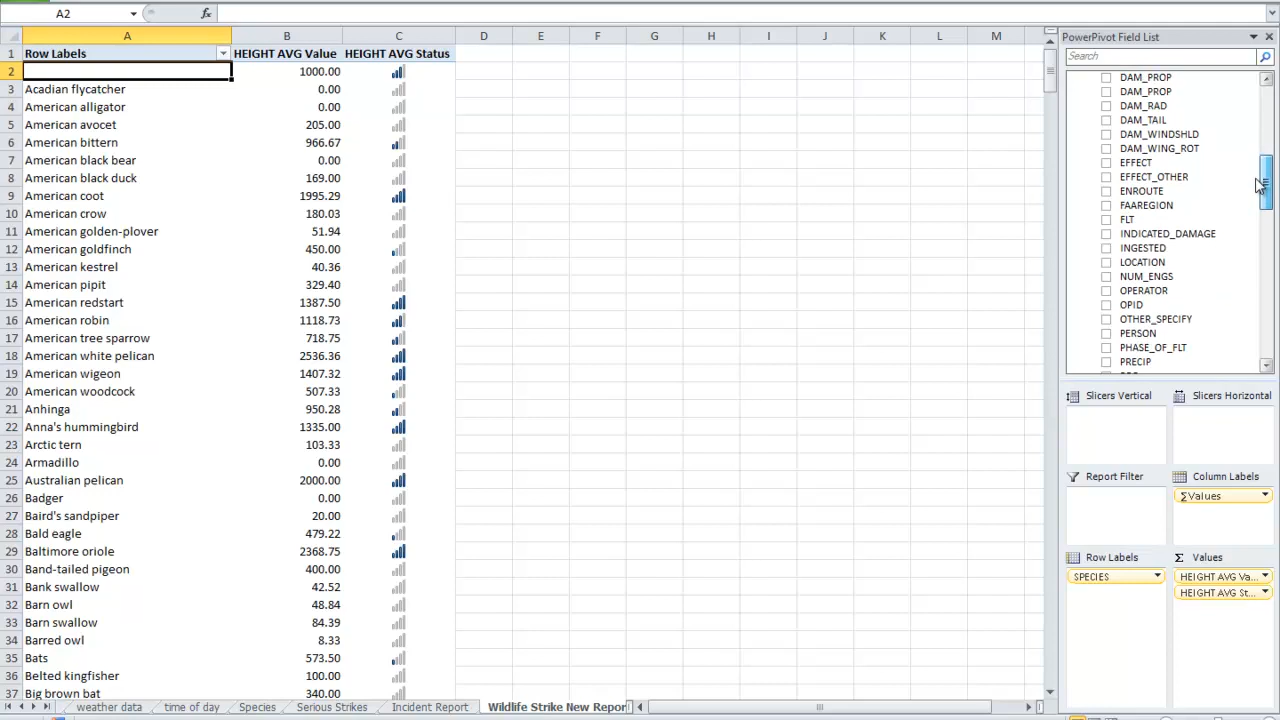 A2
fx
PowerPivot Field List
Search
A B C D E F G H I J K L M
1 Row Labels HEIGHT AVG Value HEIGHT AVG Status
2 1000.00
3 Acadian flycatcher 0.00
4 American alligator 0.00
5 American avocet 205.00
6 American bittern 966.67
7 American black bear 0.00
8 American black duck 169.00
9 American coot 1995.29
10 American crow 180.03
11 American golden-plover 51.94
12 American goldfinch 450.00
13 American kestrel 40.36
14 American pipit 329.40
15 American redstart 1387.50
16 American robin 1118.73
17 American tree sparrow 718.75
18 American white pelican 2536.36
19 American wigeon 1407.32
20 American woodcock 507.33
21 Anhinga 950.28
22 Anna's hummingbird 1335.00
23 Arctic tern 103.33
24 Armadillo 0.00
25 Australian pelican 2000.00
26 Badger 0.00
27 Baird's sandpiper 20.00
28 Bald eagle 479.22
29 Baltimore oriole 2368.75
30 Band-tailed pigeon 400.00
31 Bank swallow 42.52
32 Barn owl 48.84
33 Barn swallow 84.39
34 Barred owl 8.33
35 Bats 573.50
36 Belted kingfisher 100.00
37 Big brown bat 340.00
DAM_PROP
DAM_PROP
DAM_RAD
DAM_TAIL
DAM_WINDSHLD
DAM_WING_ROT
EFFECT
EFFECT_OTHER
ENROUTE
FAAREGION
FLT
INDICATED_DAMAGE
INGESTED
LOCATION
NUM_ENGS
OPERATOR
OPID
OTHER_SPECIFY
PERSON
PHASE_OF_FLT
PRECIP
Slicers Vertical Slicers Horizontal
Report Filter Column Labels
Σ Values
Row Labels Σ Values
SPECIES HEIGHT AVG Va...
HEIGHT AVG St...
weather data time of day Species Serious Strikes Incident Report Wildlife Strike New Repor